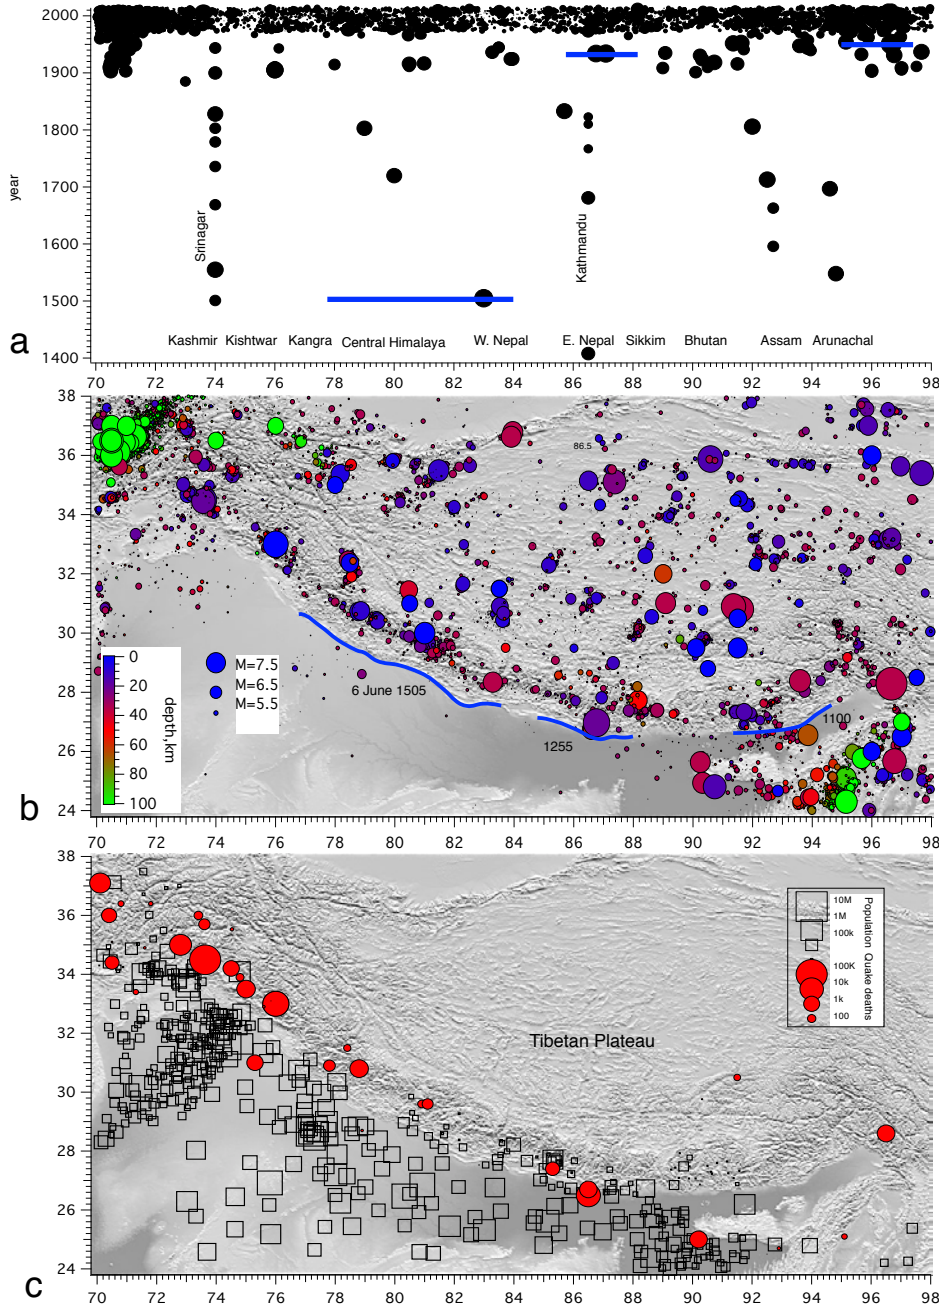 2000
1900
1800
1700
1600
1500
1400
year
Srinagar
Kathmandu
Kashmir Kishtwar Kangra Central Himalaya W. Nepal E. Nepal Sikkim Bhutan Assam Arunachal
a
70 72 74 76 78 80 82 84 86 88 90 92 94 96 98
38
36
34
32
30
28
26
24
86.5
0
20
40
60
80
100
depth, km
M=7.5
M=6.5
M=5.5
6 June 1505
1255
1100
b
70 72 74 76 78 80 82 84 86 88 90 92 94 96 98
38
36
34
32
30
28
26
24
10M
1M
100k
Population
100K
10k
1k
100
Quake deaths
Tibetan Plateau
c
70 72 74 76 78 80 82 84 86 88 90 92 94 96 98